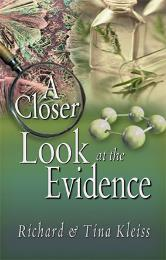 A
Closer
Look at the
Evidence
Richard & Tina Kleiss